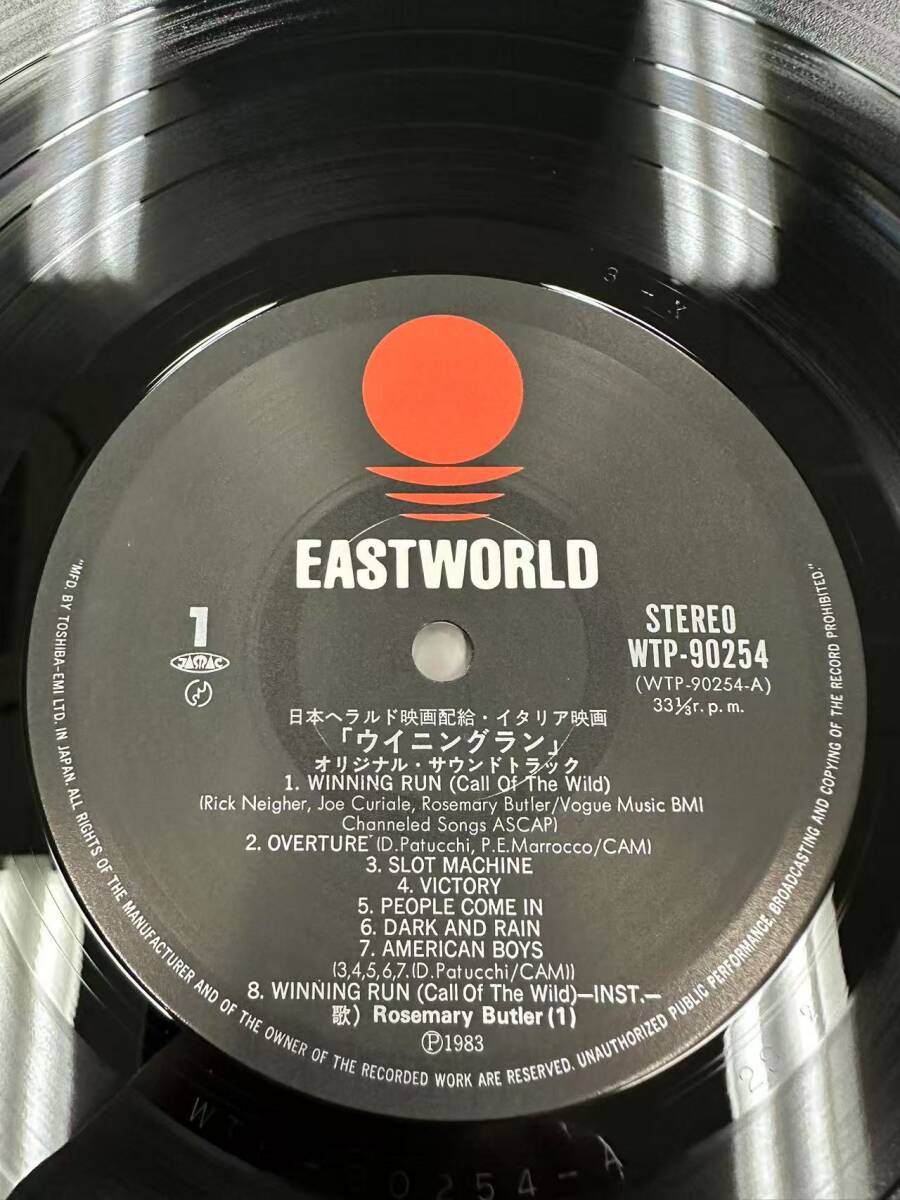 EASTWORLD
1
JASRAC
STEREO
WTP-90254
(WTP-90254-A)
33⅓r.p.m.
日本ヘラルド映画配給・イタリア映画
「ウイニングラン」
オリジナル・サウンドトラック
1. WINNING RUN (Call Of The Wild)
(Rick Neigher, Joe Curiale, Rosemary Butler/Vogue Music BMI
Channeled Songs ASCAP)
2. OVERTURE (D.Patucchi, P.E.Marrocco/CAM)
3. SLOT MACHINE
4. VICTORY
5. PEOPLE COME IN
6. DARK AND RAIN
7. AMERICAN BOYS
(3,4,5,6,7.(D.Patucchi/CAM))
8. WINNING RUN (Call Of The Wild)—INST.—
歌) Rosemary Butler (1)
Ⓟ1983
"MFD. BY TOSHIBA-EMI LTD. IN JAPAN. ALL RIGHTS OF THE MANUFACTURER AND OF THE OWNER OF THE RECORDED WORK ARE RESERVED. UNAUTHORIZED PUBLIC PERFORMANCE, BROADCASTING AND COPYING OF THE RECORD PROHIBITED."
90254-A